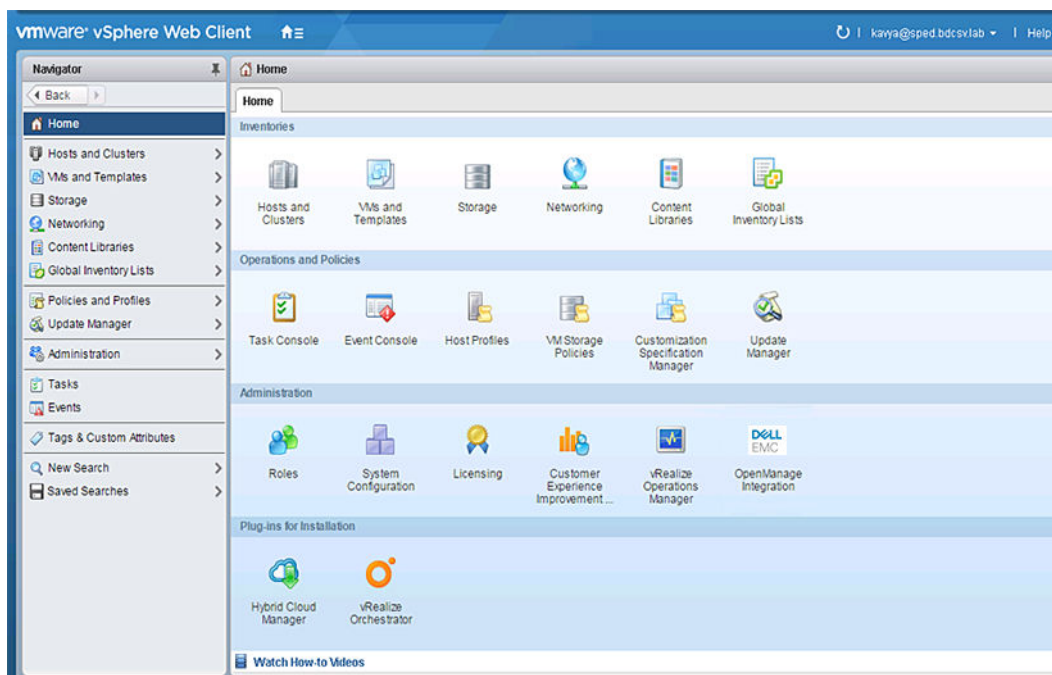 vmware® vSphere Web Client
kavya@sped.bdcsv.lab
Help
Navigator
Back
Home
Hosts and Clusters
VMs and Templates
Storage
Networking
Content Libraries
Global Inventory Lists
Policies and Profiles
Update Manager
Administration
Tasks
Events
Tags & Custom Attributes
New Search
Saved Searches
Home
Home
Inventories
Hosts and
Clusters
VMs and
Templates
Storage
Networking
Content
Libraries
Global
Inventory Lists
Operations and Policies
Task Console
Event Console
Host Profiles
VM Storage
Policies
Customization
Specification
Manager
Update
Manager
Administration
Roles
System
Configuration
Licensing
Customer
Experience
Improvement ...
vRealize
Operations
Manager
DELL
EMC
OpenManage
Integration
Plug-ins for Installation
Hybrid Cloud
Manager
vRealize
Orchestrator
Watch How-to Videos